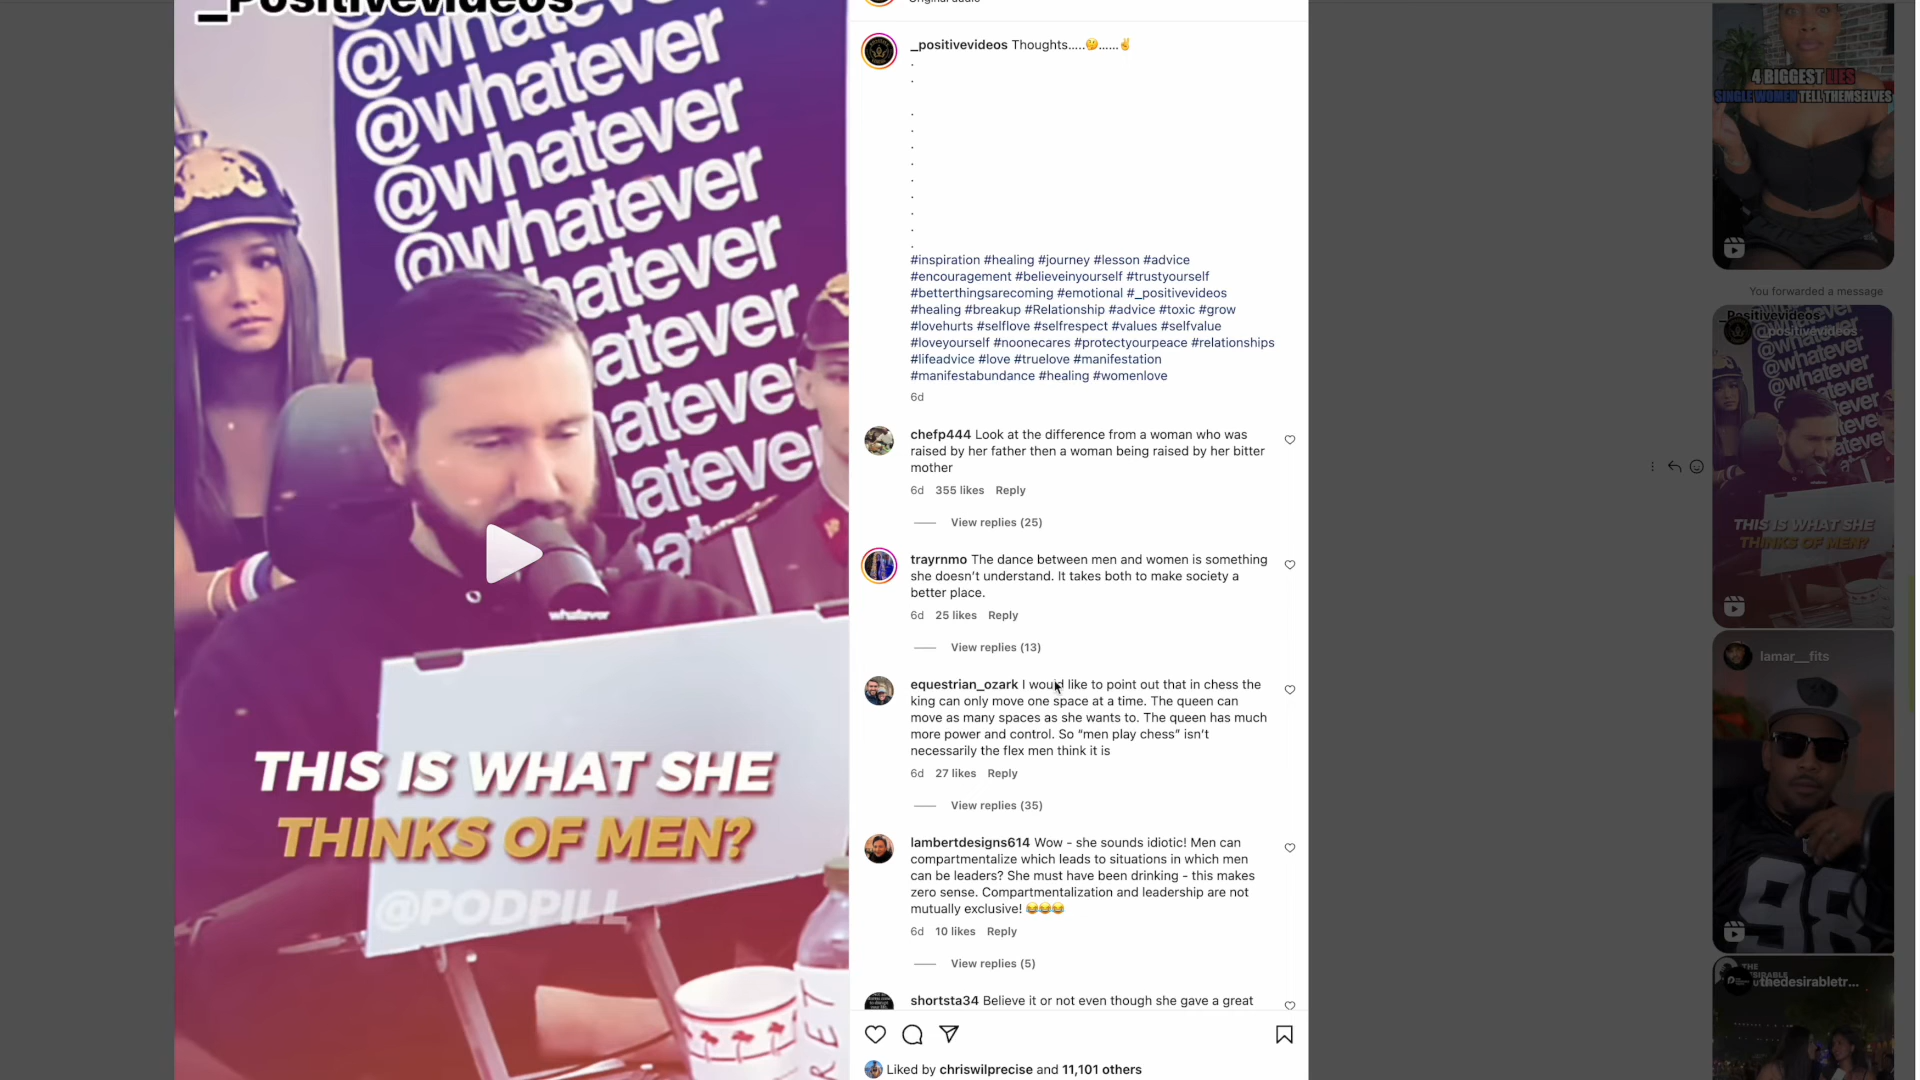 _Positivevideos
@whatever
@whatever
@whatever
@whatever
whatever
hatever
atever
hatever
hatever
whatever
THIS IS WHAT SHE
THINKS OF MEN?
@PODPILL
Original audio
_positivevideos Thoughts.....🤔......✌️
.
.
.
.
.
.
.
.
.
.
.
#inspiration #healing #journey #lesson #advice
#encouragement #believeinyourself #trustyourself
#betterthingsarecoming #emotional #_positivevideos
#healing #breakup #Relationship #advice #toxic #grow
#lovehurts #selflove #selfrespect #values #selfvalue
#loveyourself #noonecares #protectyourpeace #relationships
#lifeadvice #love #truelove #manifestation
#manifestabundance #healing #womenlove
6d
chefp444 Look at the difference from a woman who was
raised by her father then a woman being raised by her bitter
mother
6d 355 likes Reply
View replies (25)
trayrnmo The dance between men and women is something
she doesn't understand. It takes both to make society a
better place.
6d 25 likes Reply
View replies (13)
equestrian_ozark I would like to point out that in chess the
king can only move one space at a time. The queen can
move as many spaces as she wants to. The queen has much
more power and control. So "men play chess" isn't
necessarily the flex men think it is
6d 27 likes Reply
View replies (35)
lambertdesigns614 Wow - she sounds idiotic! Men can
compartmentalize which leads to situations in which men
can be leaders? She must have been drinking - this makes
zero sense. Compartmentalization and leadership are not
mutually exclusive! 😂😂😂
6d 10 likes Reply
View replies (5)
shortsta34 Believe it or not even though she gave a great
Liked by chriswilprecise and 11,101 others
4 BIGGEST LIES
SINGLE WOMEN TELL THEMSELVES
You forwarded a message
_Positivevideos
_positivevideos
@whatever
@whatever
@whatever
THIS IS WHAT SHE
THINKS OF MEN?
lamar__fits
98
THE
thedesirabletr...